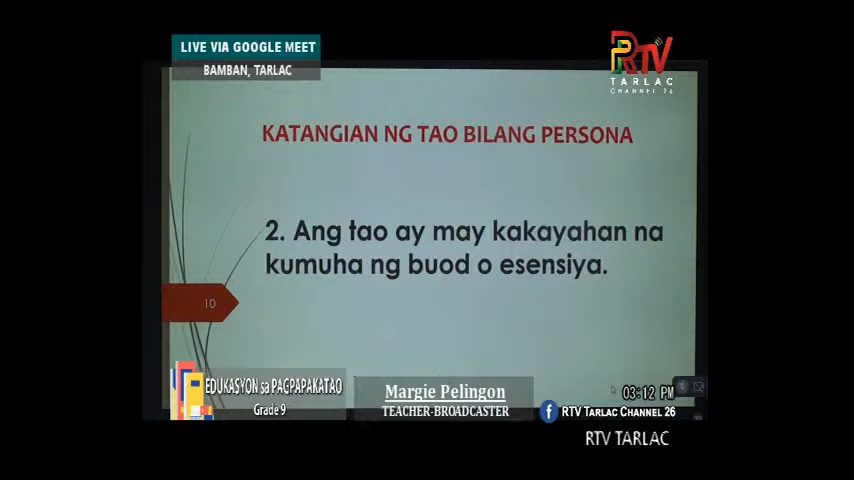 LIVE VIA GOOGLE MEET
BAMBAN, TARLAC
RTV
TARLAC
CHANNEL 26
KATANGIAN NG TAO BILANG PERSONA
2. Ang tao ay may kakayahan na
kumuha ng buod o esensiya.
10
EDUKASYON sa PAGPAPAKATAO
Grade 9
Margie Pelingon
TEACHER-BROADCASTER
03:12 PM
RTV TARLAC CHANNEL 26
RTV TARLAC